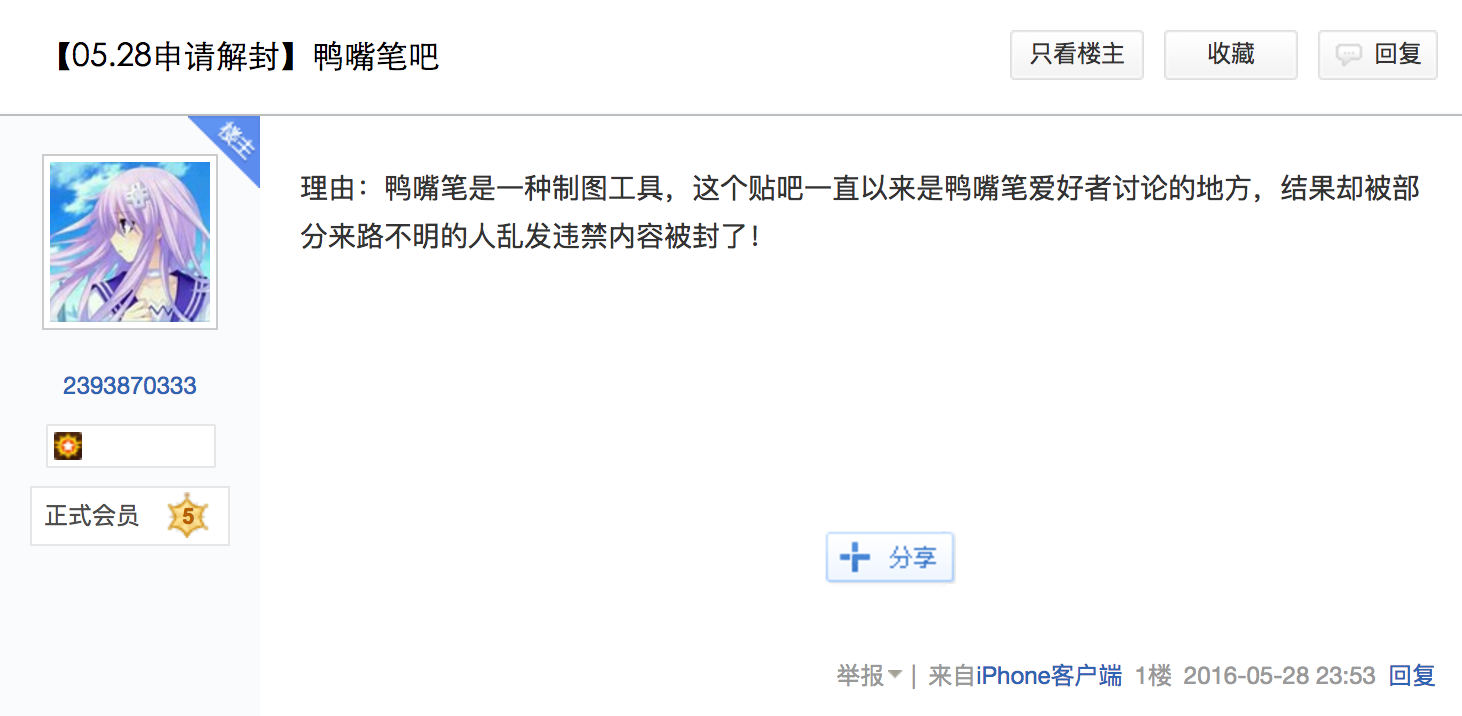 【05.28申请解封】鸭嘴笔吧
只看楼主
收藏
回复
楼主
理由：鸭嘴笔是一种制图工具，这个贴吧一直以来是鸭嘴笔爱好者讨论的地方，结果却被部
分来路不明的人乱发违禁内容被封了！
2393870333
正式会员 5
分享
举报 | 来自iPhone客户端 1楼 2016-05-28 23:53 回复